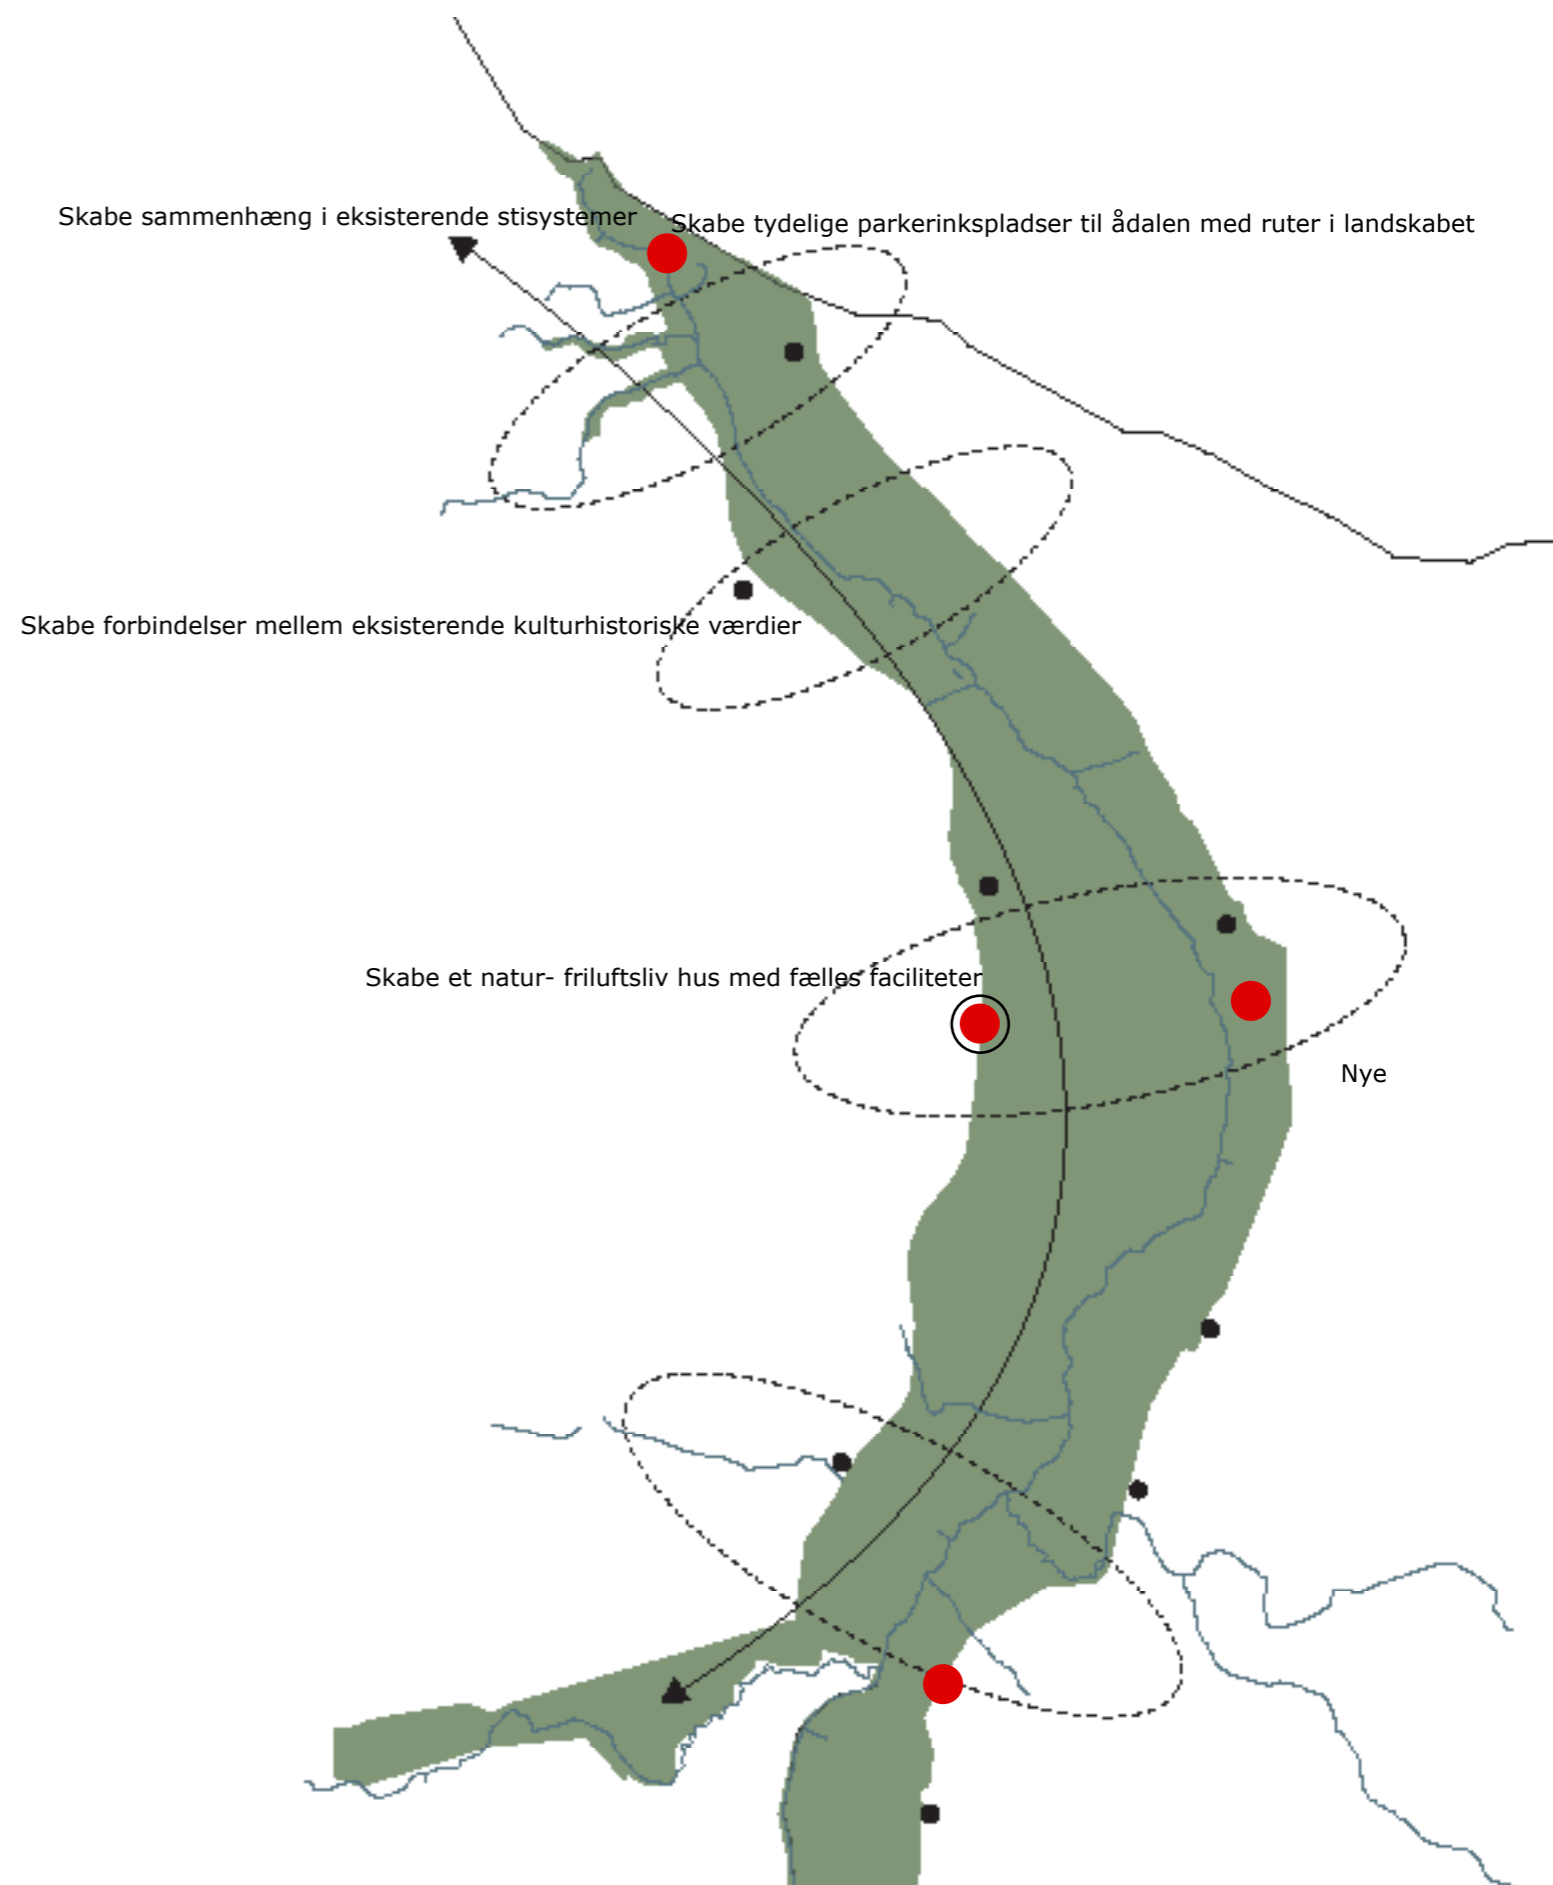 Skabe sammenhæng i eksisterende stisystemer
Skabe tydelige parkerinkspladser til ådalen med ruter i landskabet
Skabe forbindelser mellem eksisterende kulturhistoriske værdier
Skabe et natur- friluftsliv hus med fælles faciliteter
Nye